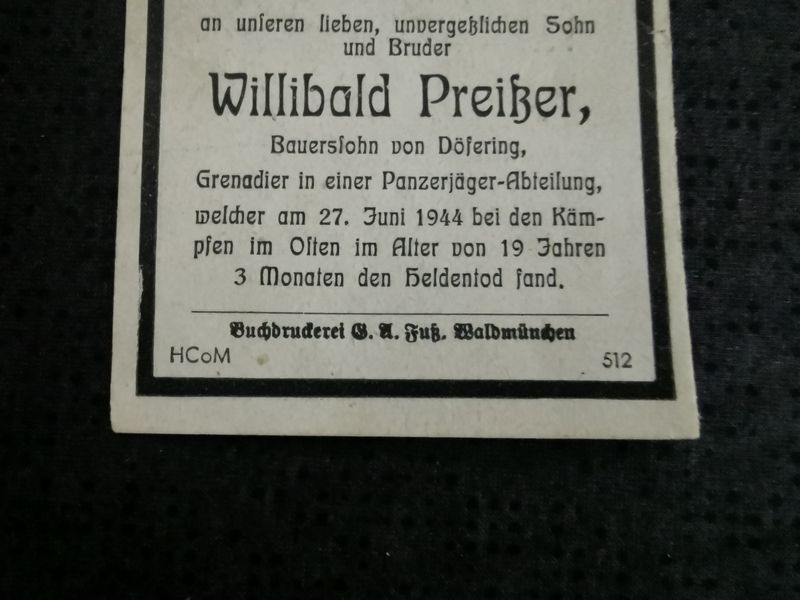 an unseren lieben, unvergeßlichen Sohn
und Bruder
Willibald Preißer,
Bauerssohn von Döfering,
Grenadier in einer Panzerjäger-Abteilung,
welcher am 27. Juni 1944 bei den Käm-
pfen im Osten im Alter von 19 Jahren
3 Monaten den Heldentod fand.
Buchdruckerei G. A. Fuß. Waldmünchen
HCoM 512